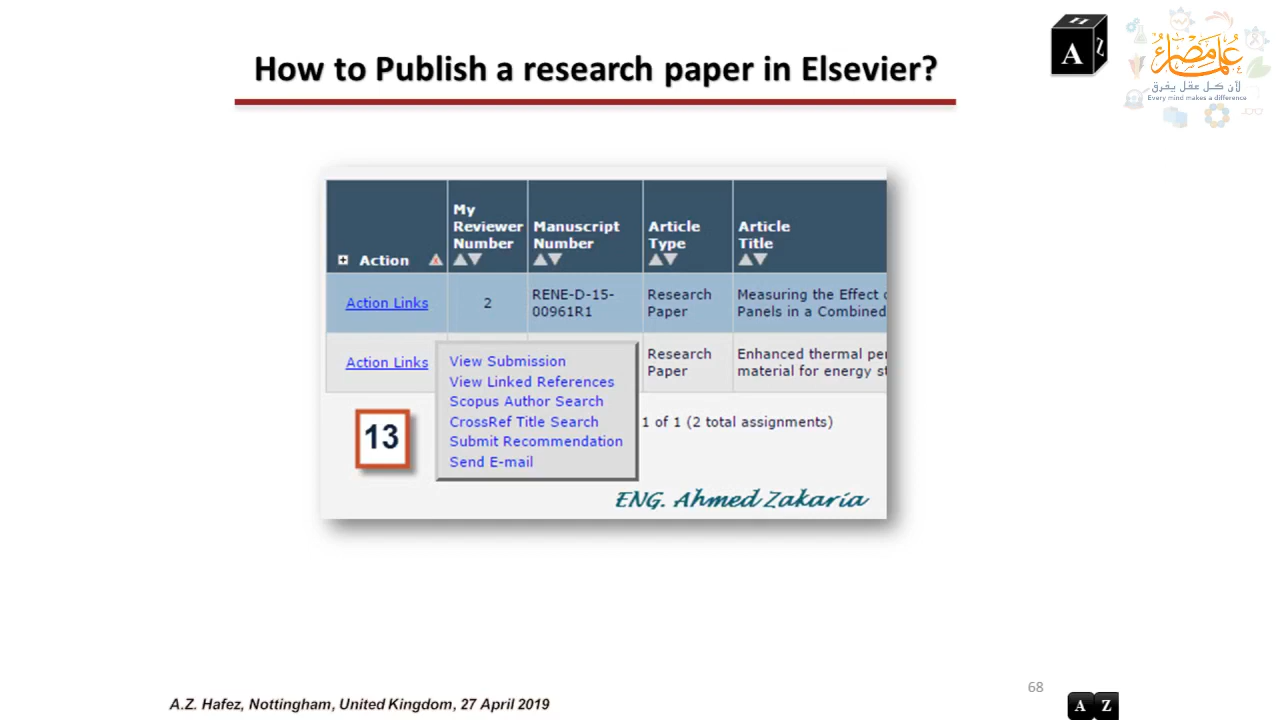 How to Publish a research paper in Elsevier?
H
A
Z
علماء مصر
لأن كل عقل يفرق
Every mind makes a difference
Action
My Reviewer Number
Manuscript Number
Article Type
Article Title
Action Links
2
RENE-D-15-00961R1
Research Paper
Measuring the Effect
Panels in a Combined
Action Links
Research Paper
Enhanced thermal per
material for energy st
View Submission
View Linked References
Scopus Author Search
CrossRef Title Search
Submit Recommendation
Send E-mail
1 of 1 (2 total assignments)
13
ENG. Ahmed Zakaria
68
A.Z. Hafez, Nottingham, United Kingdom, 27 April 2019
A Z